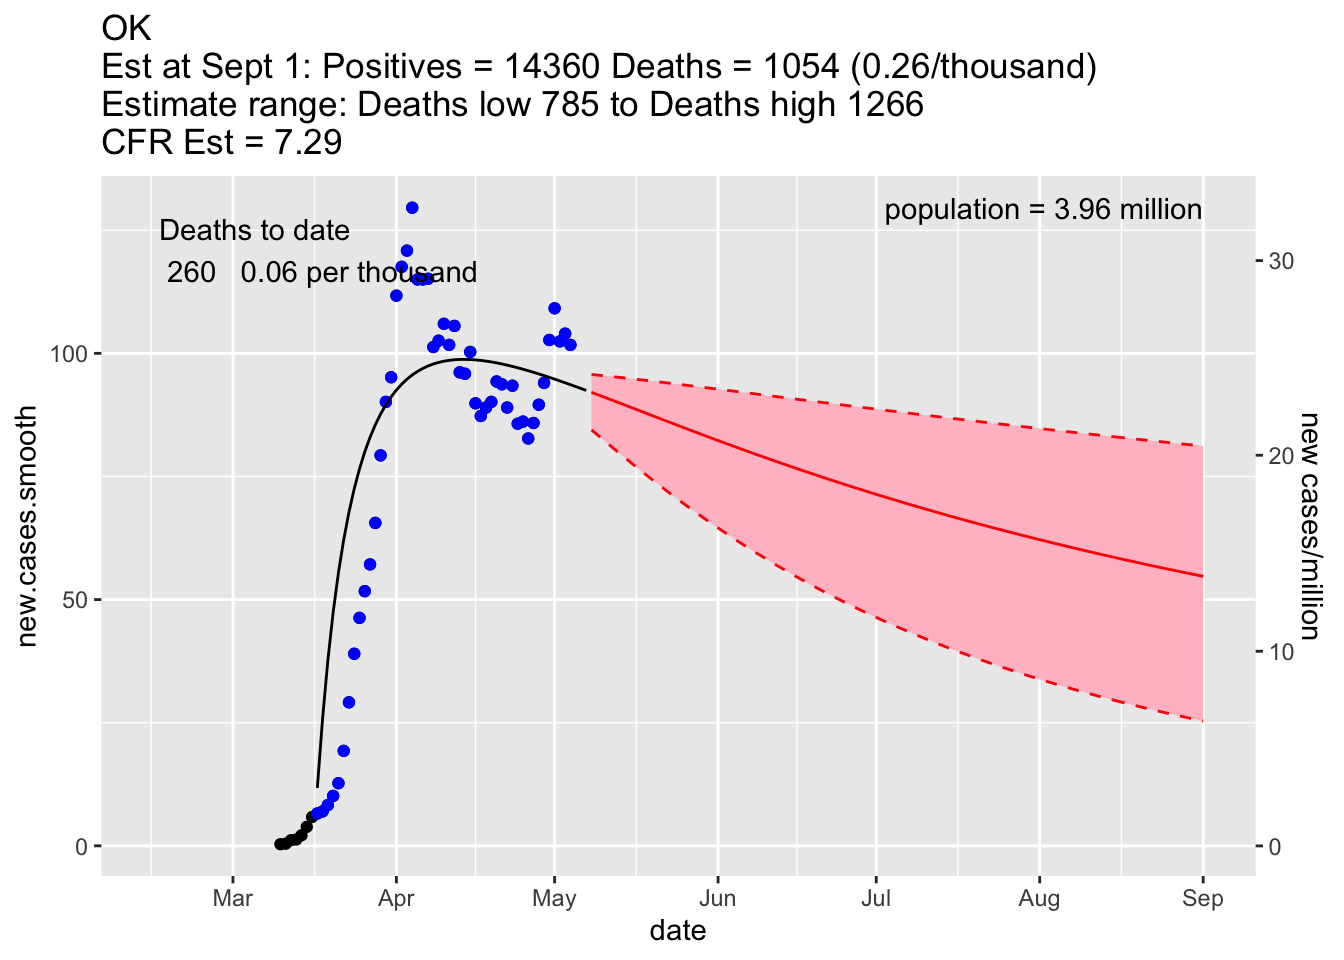 OK
Est at Sept 1: Positives = 14360 Deaths = 1054 (0.26/thousand)
Estimate range: Deaths low 785 to Deaths high 1266
CFR Est = 7.29
population = 3.96 million
Deaths to date
260 0.06 per thousand
100
50
0
new.cases.smooth
30
20
10
0
new cases/million
Mar Apr May Jun Jul Aug Sep
date